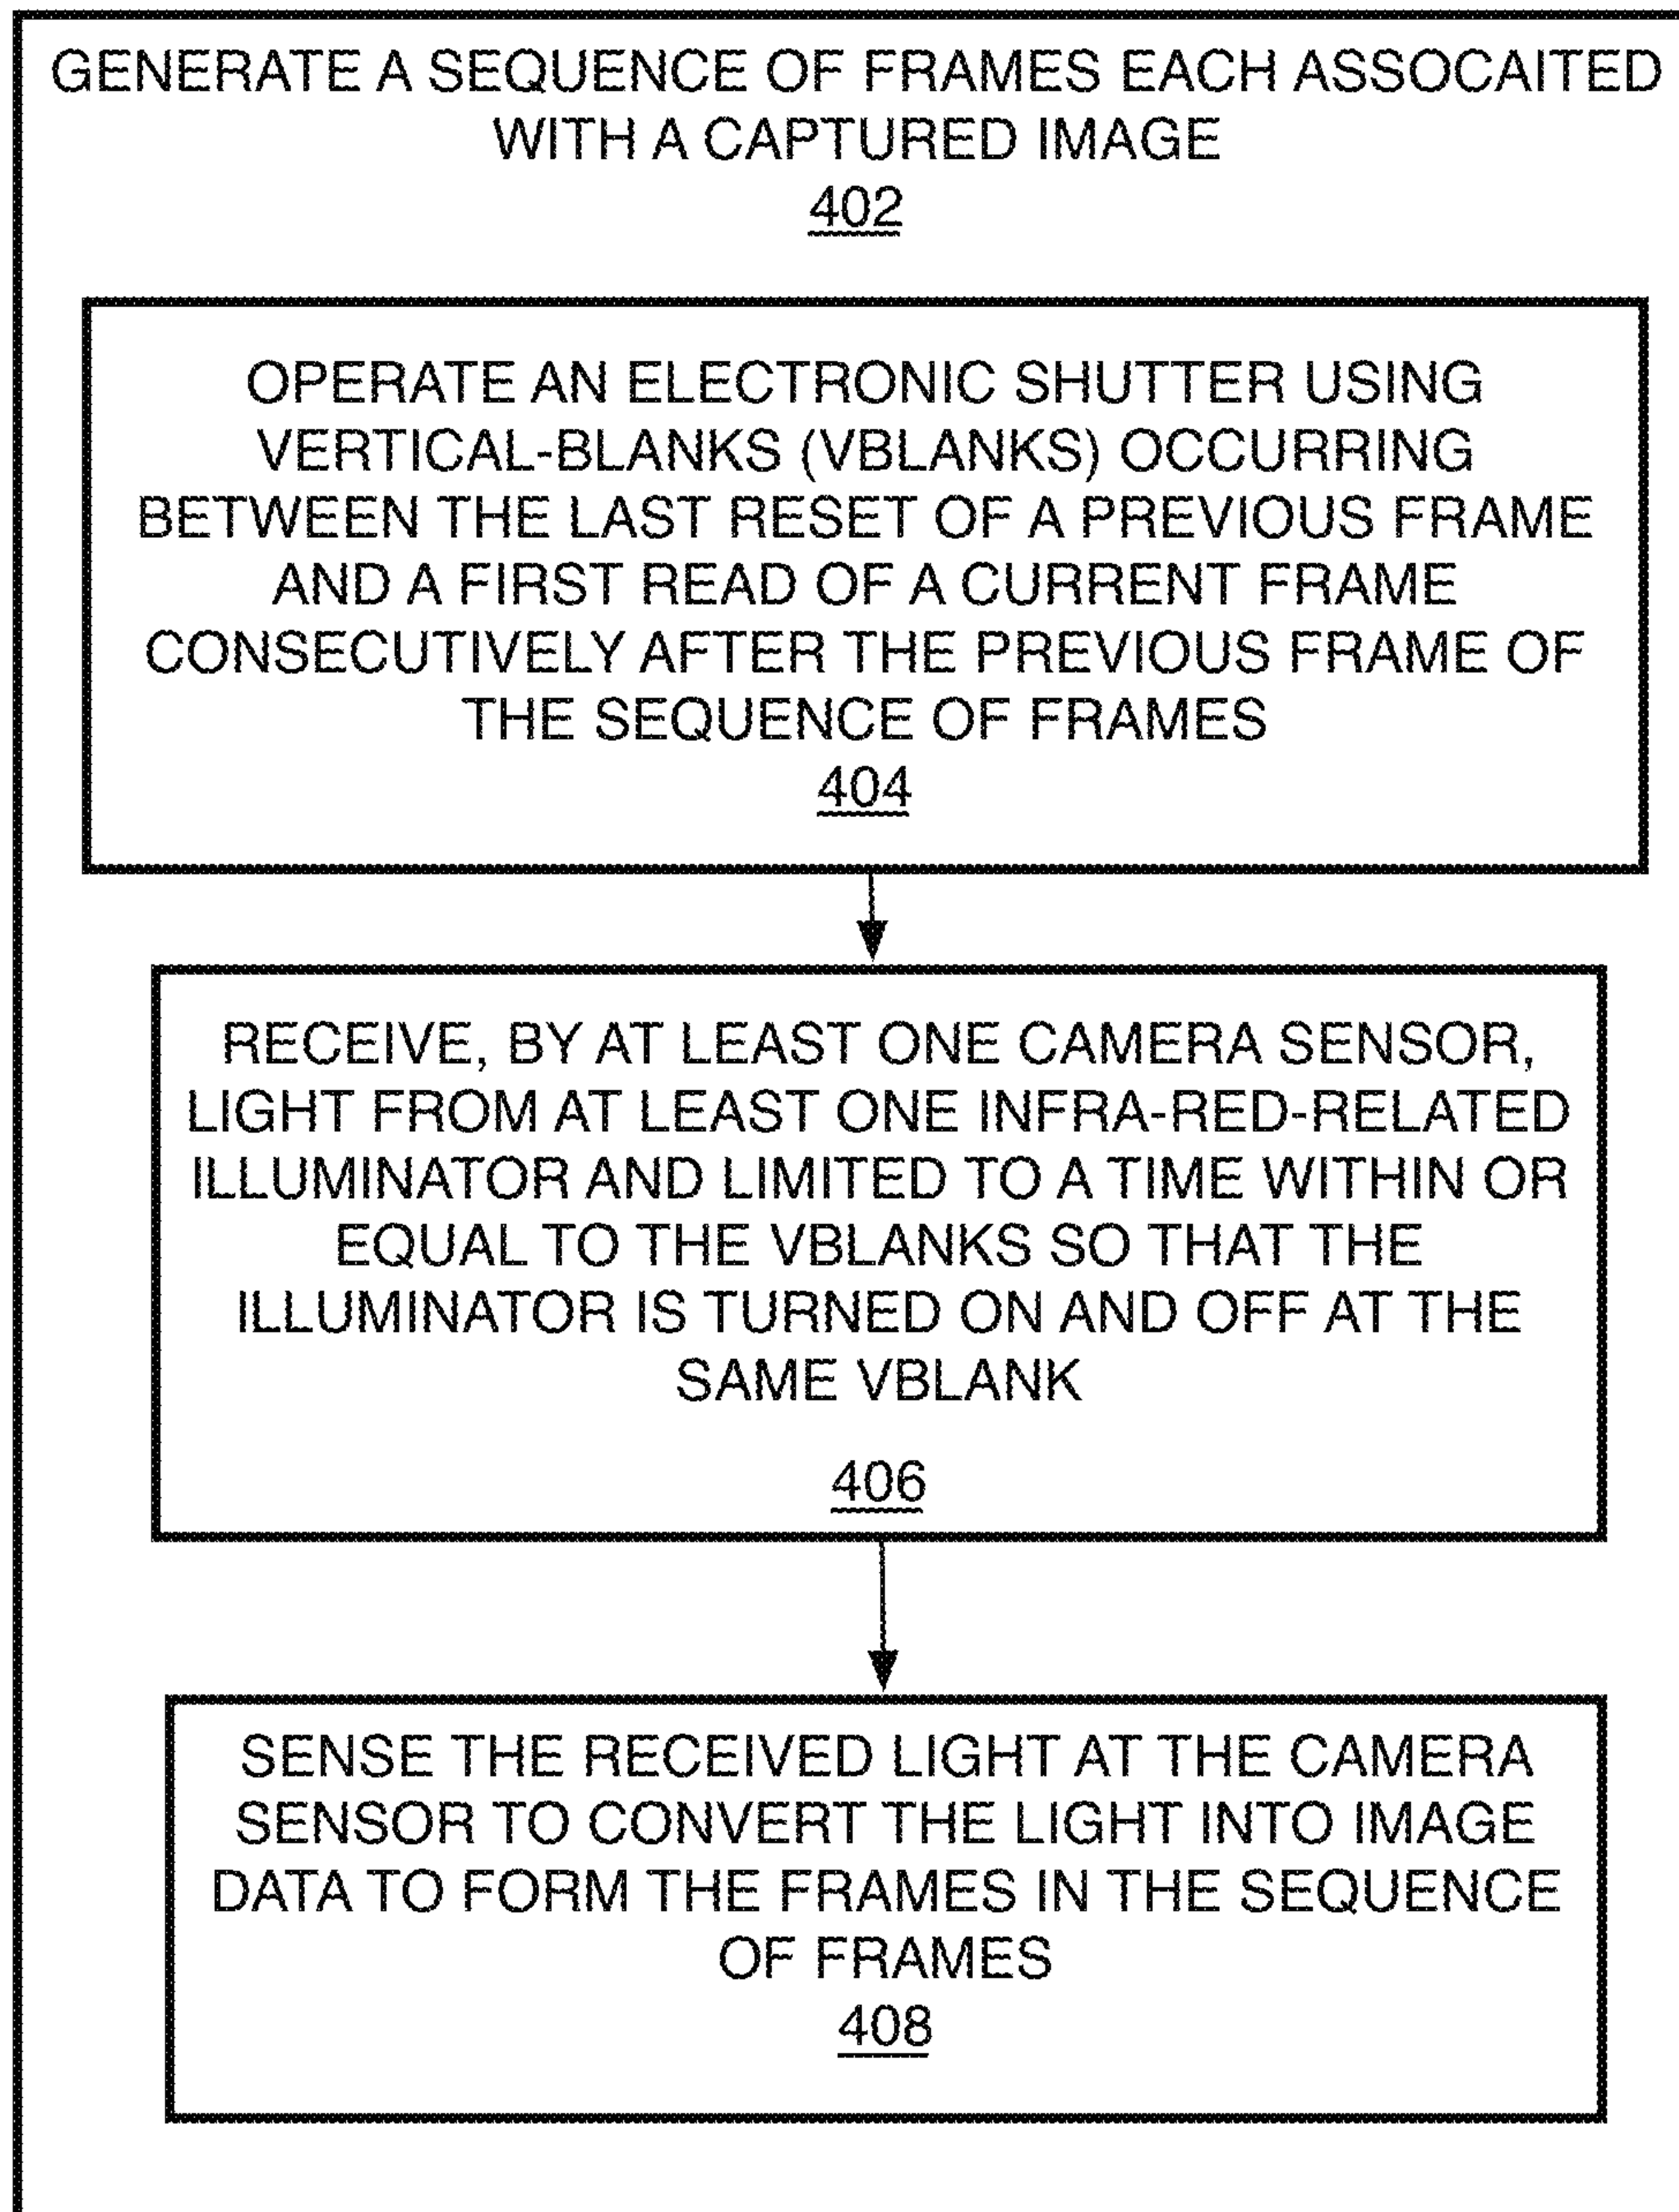 GENERATE A SEQUENCE OF FRAMES EACH ASSOCAITED
WITH A CAPTURED IMAGE
402
OPERATE AN ELECTRONIC SHUTTER USING
VERTICAL-BLANKS (VBLANKS) OCCURRING
BETWEEN THE LAST RESET OF A PREVIOUS FRAME
AND A FIRST READ OF A CURRENT FRAME
CONSECUTIVELY AFTER THE PREVIOUS FRAME OF
THE SEQUENCE OF FRAMES
404
RECEIVE, BY AT LEAST ONE CAMERA SENSOR,
LIGHT FROM AT LEAST ONE INFRA-RED-RELATED
ILLUMINATOR AND LIMITED TO A TIME WITHIN OR
EQUAL TO THE VBLANKS SO THAT THE
ILLUMINATOR IS TURNED ON AND OFF AT THE
SAME VBLANK
406
SENSE THE RECEIVED LIGHT AT THE CAMERA
SENSOR TO CONVERT THE LIGHT INTO IMAGE
DATA TO FORM THE FRAMES IN THE SEQUENCE
OF FRAMES
408